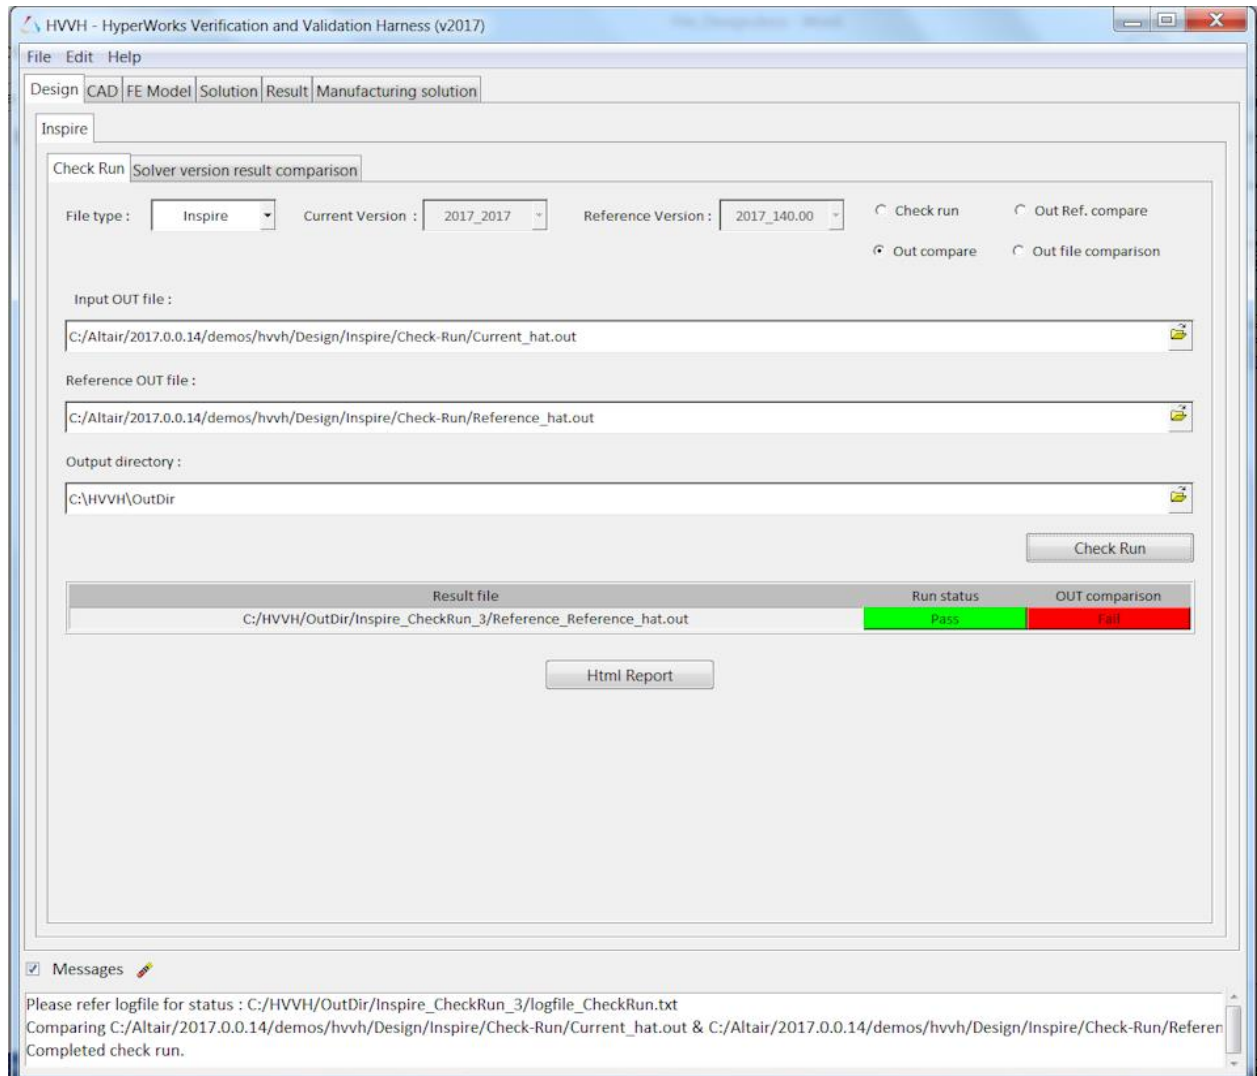 HVVH - HyperWorks Verification and Validation Harness (v2017)
File Edit Help
Design CAD FE Model Solution Result Manufacturing solution
Inspire
Check Run Solver version result comparison
File type : Inspire Current Version : 2017_2017 Reference Version : 2017_140.00 Check run Out Ref. compare
Out compare Out file comparison
Input OUT file :
C:/Altair/2017.0.0.14/demos/hvvh/Design/Inspire/Check-Run/Current_hat.out
Reference OUT file :
C:/Altair/2017.0.0.14/demos/hvvh/Design/Inspire/Check-Run/Reference_hat.out
Output directory :
C:\HVVH\OutDir
Check Run
Result file Run status OUT comparison
C:/HVVH/OutDir/Inspire_CheckRun_3/Reference_Reference_hat.out Pass Fail
Html Report
Messages
Please refer logfile for status : C:/HVVH/OutDir/Inspire_CheckRun_3/logfile_CheckRun.txt
Comparing C:/Altair/2017.0.0.14/demos/hvvh/Design/Inspire/Check-Run/Current_hat.out & C:/Altair/2017.0.0.14/demos/hvvh/Design/Inspire/Check-Run/Referen
Completed check run.